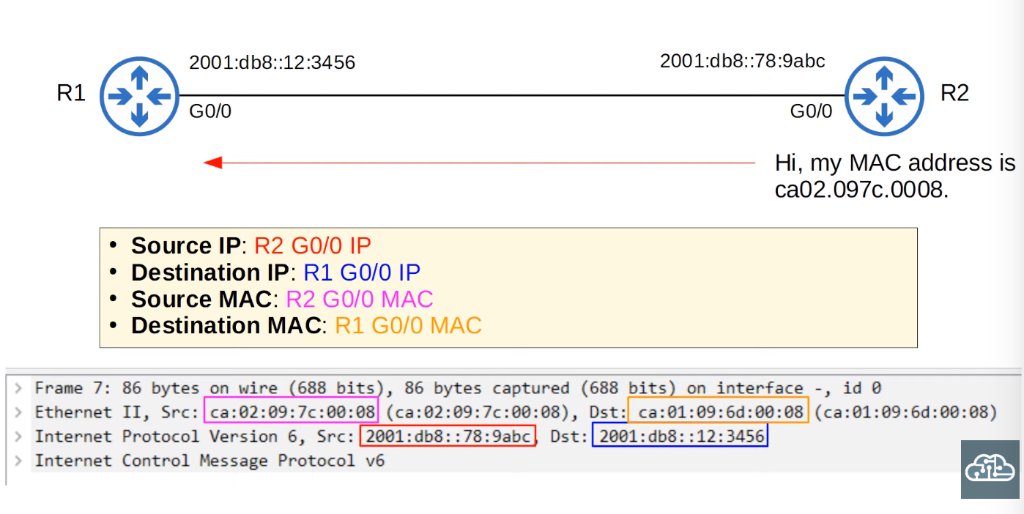 2001:db8::12:3456
2001:db8::78:9abc
R1
R2
G0/0
G0/0
Hi, my MAC address is
ca02.097c.0008.
• Source IP: R2 G0/0 IP
• Destination IP: R1 G0/0 IP
• Source MAC: R2 G0/0 MAC
• Destination MAC: R1 G0/0 MAC
> Frame 7: 86 bytes on wire (688 bits), 86 bytes captured (688 bits) on interface -, id 0
> Ethernet II, Src: ca:02:09:7c:00:08 (ca:02:09:7c:00:08), Dst: ca:01:09:6d:00:08 (ca:01:09:6d:00:08)
> Internet Protocol Version 6, Src: 2001:db8::78:9abc, Dst: 2001:db8::12:3456
> Internet Control Message Protocol v6